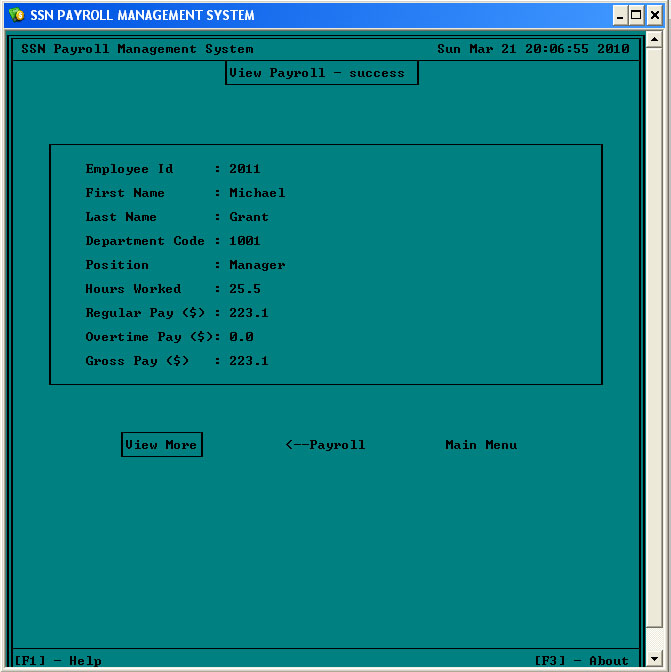 SSN PAYROLL MANAGEMENT SYSTEM
SSN Payroll Management System Sun Mar 21 20:06:55 2010
View Payroll - success
Employee Id : 2011
First Name : Michael
Last Name : Grant
Department Code : 1001
Position : Manager
Hours Worked : 25.5
Regular Pay ($) : 223.1
Overtime Pay ($): 0.0
Gross Pay ($) : 223.1
View More <--Payroll Main Menu
[F1] - Help [F3] - About